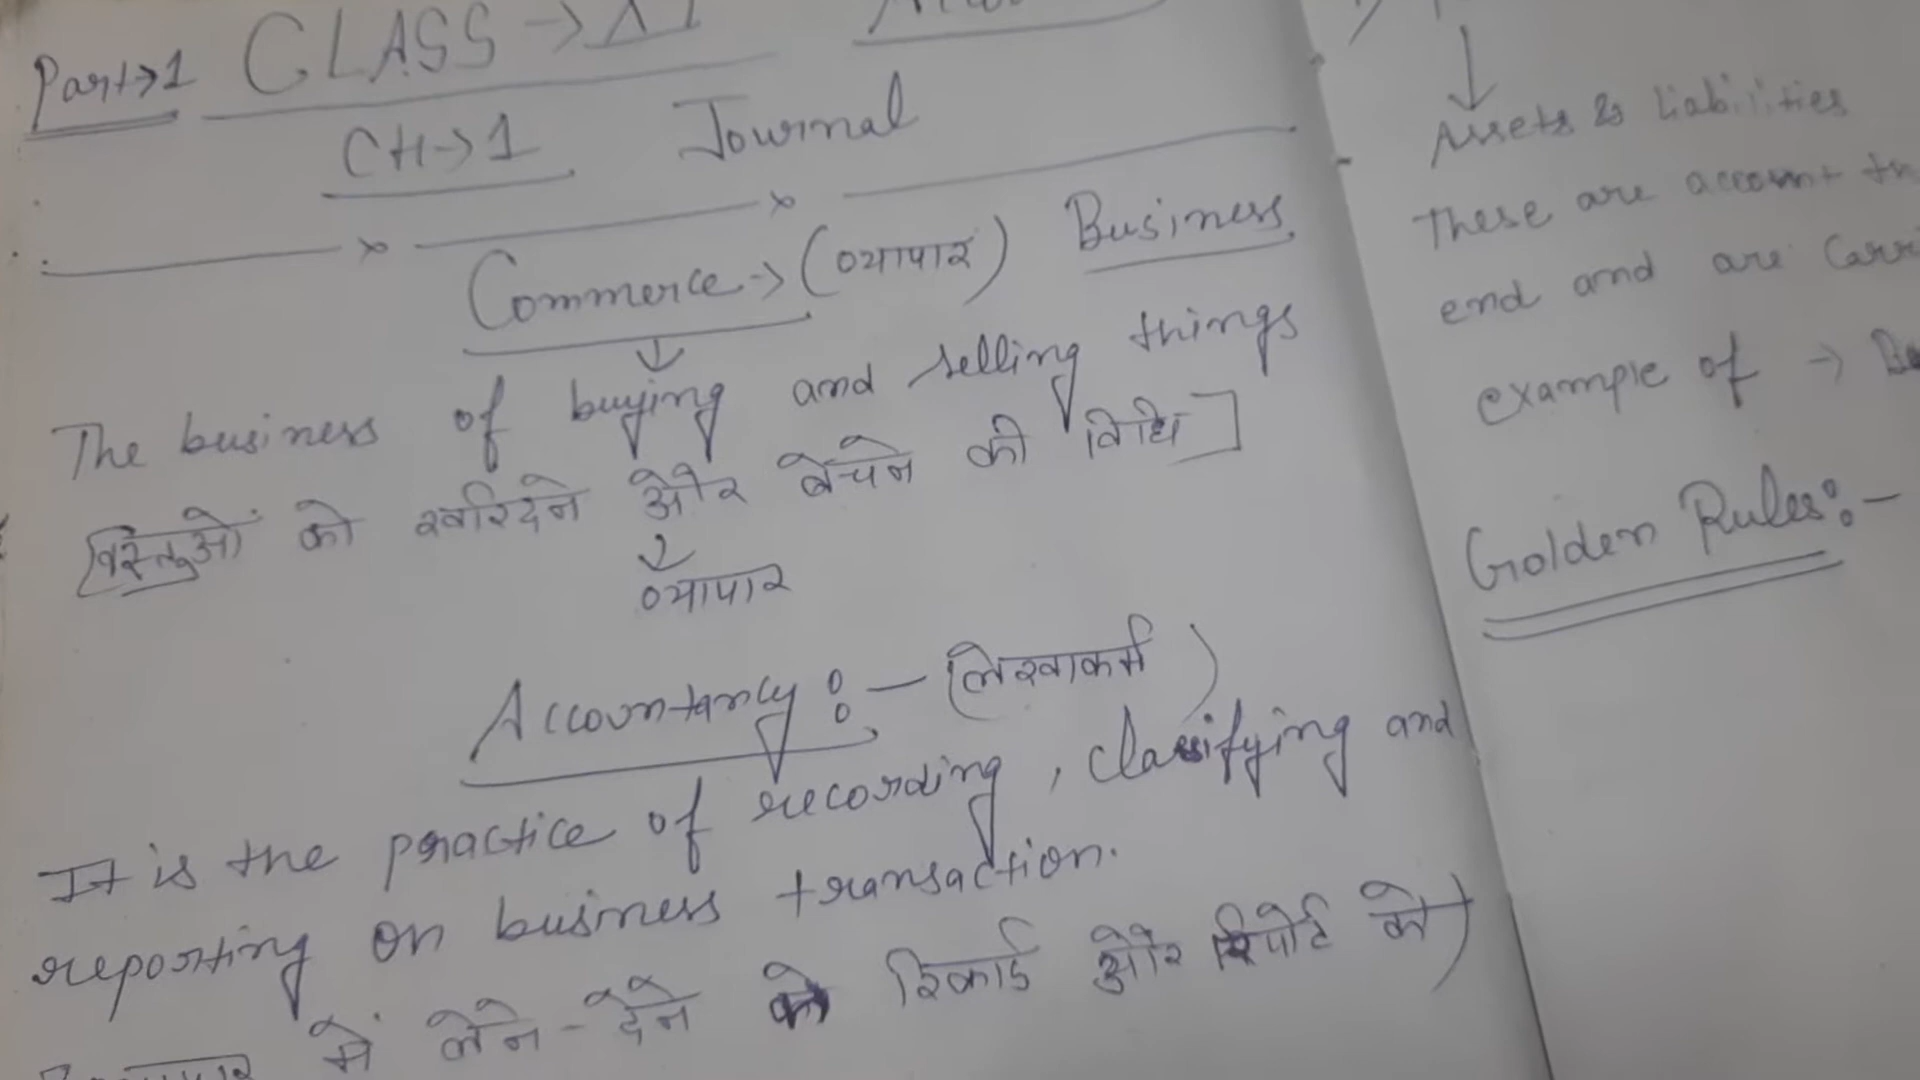 Part→1 CLASS → XI
CH→1 Journal
Commerce → (व्यापार) Business
The business of buying and selling things
[वस्तुओं को खरिदने और बेचने की विधि]
व्यापार
Accountancy :- (लेखाकर्म)
It is the practice of recording, classifying and
reporting on business transaction.
में लेने-देने को रिकार्ड और रिपोर्ट को)
Assets & liabilities
These are account
end and are
example of →
Golden Rules:-